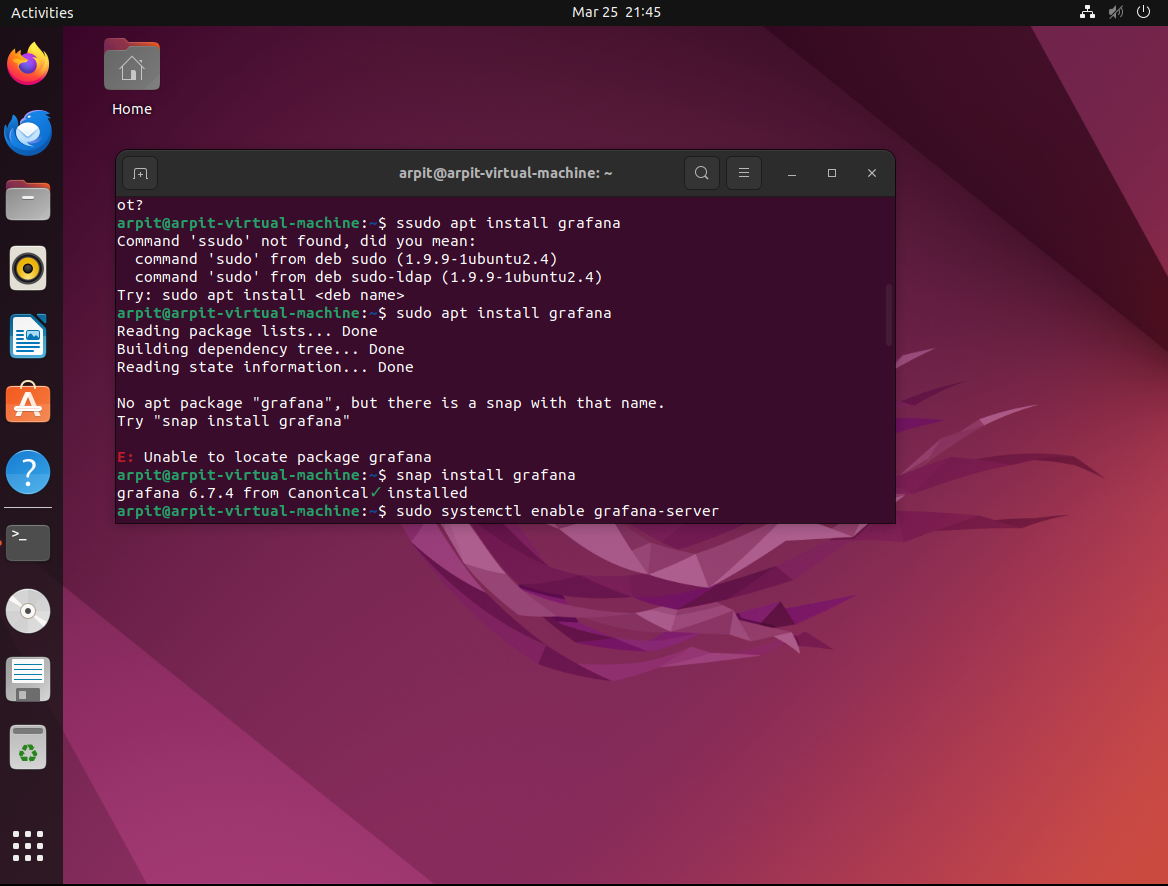 Activities
Mar 25 21:45
Home
arpit@arpit-virtual-machine: ~
ot?
arpit@arpit-virtual-machine:~$ ssudo apt install grafana
Command 'ssudo' not found, did you mean:
  command 'sudo' from deb sudo (1.9.9-1ubuntu2.4)
  command 'sudo' from deb sudo-ldap (1.9.9-1ubuntu2.4)
Try: sudo apt install <deb name>
arpit@arpit-virtual-machine:~$ sudo apt install grafana
Reading package lists... Done
Building dependency tree... Done
Reading state information... Done
No apt package "grafana", but there is a snap with that name.
Try "snap install grafana"
E: Unable to locate package grafana
arpit@arpit-virtual-machine:~$ snap install grafana
grafana 6.7.4 from Canonical✓ installed
arpit@arpit-virtual-machine:~$ sudo systemctl enable grafana-server